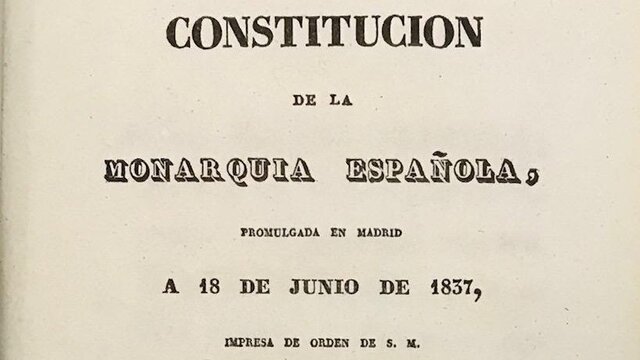 CONSTITUCION
DE LA
MONARQUIA ESPAÑOLA,
PROMULGADA EN MADRID
A 18 DE JUNIO DE 1837,
IMPRESA DE ORDEN DE S. M.